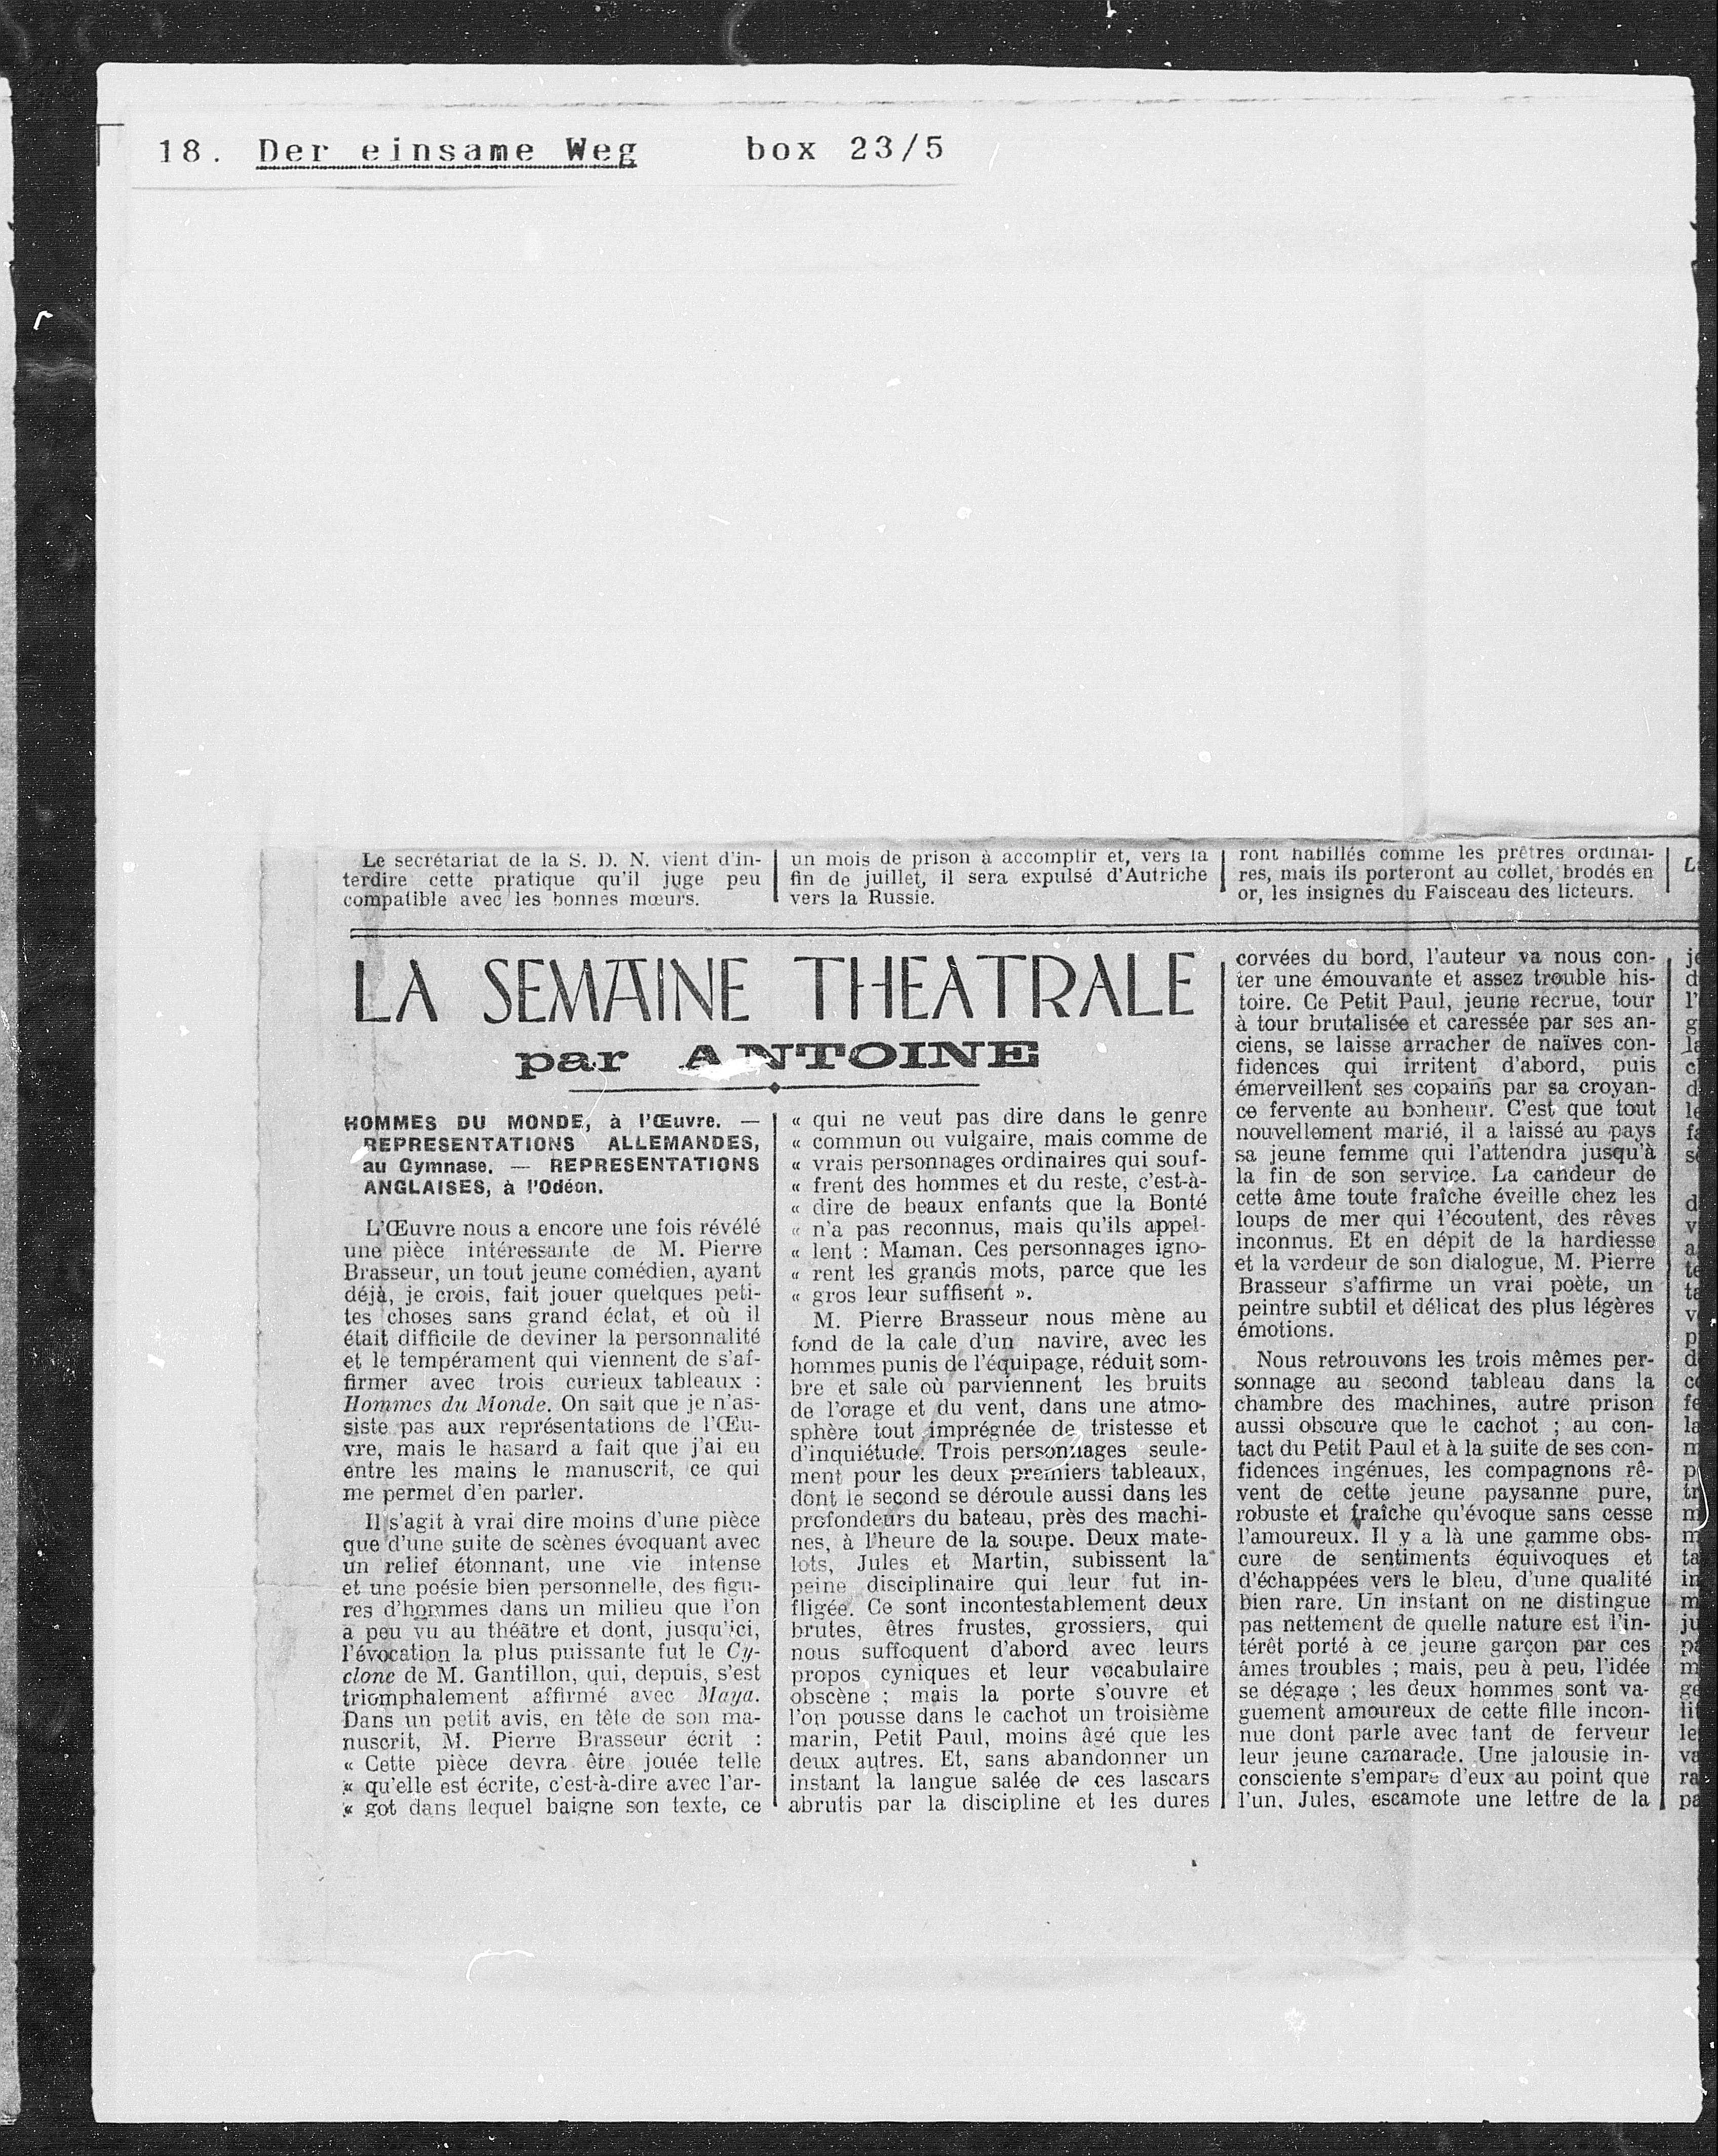 18. Der einsame Weg box 23/5
Le secrétariat de la S. D. N. vient d'in-
terdire cette pratique qu'il juge peu
compatible avec les bonnes mœurs.
un mois de prison à accomplir et, vers la
fin de juillet, il sera expulsé d'Autriche
vers la Russie.
ront habillés comme les prêtres ordinai-
res, mais ils porteront au collet, brodés en
or, les insignes du Faisceau des licteurs.
LA SEMAINE THEATRALE
par ANTOINE
HOMMES DU MONDE, à l'Œuvre. —
REPRESENTATIONS ALLEMANDES,
au Gymnase. — REPRESENTATIONS
ANGLAISES, à l'Odéon.
L'Œuvre nous a encore une fois révélé
une pièce intéressante de M. Pierre
Brasseur, un tout jeune comédien, ayant
déjà, je crois, fait jouer quelques peti-
tes choses sans grand éclat, et où il
était difficile de deviner la personnalité
et le tempérament qui viennent de s'af-
firmer avec trois curieux tableaux :
Hommes du Monde. On sait que je n'as-
siste pas aux représentations de l'Œu-
vre, mais le hasard a fait que j'ai eu
entre les mains le manuscrit, ce qui
me permet d'en parler.
Il s'agit à vrai dire moins d'une pièce
que d'une suite de scènes évoquant avec
un relief étonnant, une vie intense
et une poésie bien personnelle, des figu-
res d'hommes dans un milieu que l'on
a peu vu au théâtre et dont, jusqu'ici,
l'évocation la plus puissante fut le Cy-
clone de M. Gantillon, qui, depuis, s'est
triomphalement affirmé avec Maya.
Dans un petit avis, en tête de son ma-
nuscrit, M. Pierre Brasseur écrit :
« Cette pièce devra être jouée telle
« qu'elle est écrite, c'est-à-dire avec l'ar-
« got dans lequel baigne son texte, ce
« qui ne veut pas dire dans le genre
« commun ou vulgaire, mais comme de
« vrais personnages ordinaires qui souf-
« frent des hommes et du reste, c'est-à-
« dire de beaux enfants que la Bonté
« n'a pas reconnus, mais qu'ils appel-
« lent : Maman. Ces personnages igno-
« rent les grands mots, parce que les
« gros leur suffisent ».
M. Pierre Brasseur nous mène au
fond de la cale d'un navire, avec les
hommes punis de l'équipage, réduit som-
bre et sale où parviennent les bruits
de l'orage et du vent, dans une atmo-
sphère tout imprégnée de tristesse et
d'inquiétude. Trois personnages seule-
ment pour les deux premiers tableaux,
dont le second se déroule aussi dans les
profondeurs du bateau, près des machi-
nes, à l'heure de la soupe. Deux mate-
lots, Jules et Martin, subissent la
peine disciplinaire qui leur fut in-
fligée. Ce sont incontestablement deux
brutes, êtres frustes, grossiers, qui
nous suffoquent d'abord avec leurs
propos cyniques et leur vocabulaire
obscène ; mais la porte s'ouvre et
l'on pousse dans le cachot un troisième
marin, Petit Paul, moins âgé que les
deux autres. Et, sans abandonner un
instant la langue salée de ces lascars
abrutis par la discipline et les dures
corvées du bord, l'auteur va nous con-
ter une émouvante et assez trouble his-
toire. Ce Petit Paul, jeune recrue, tour
à tour brutalisée et caressée par ses an-
ciens, se laisse arracher de naïves con-
fidences qui irritent d'abord, puis
émerveillent ses copains par sa croyan-
ce fervente au bonheur. C'est que tout
nouvellement marié, il a laissé au pays
sa jeune femme qui l'attendra jusqu'à
la fin de son service. La candeur de
cette âme toute fraîche éveille chez les
loups de mer qui l'écoutent, des rêves
inconnus. Et en dépit de la hardiesse
et la verdeur de son dialogue, M. Pierre
Brasseur s'affirme un vrai poète, un
peintre subtil et délicat des plus légères
émotions.
Nous retrouvons les trois mêmes per-
sonnage au second tableau dans la
chambre des machines, autre prison
aussi obscure que le cachot ; au con-
tact du Petit Paul et à la suite de ses con-
fidences ingénues, les compagnons rê-
vent de cette jeune paysanne pure,
robuste et fraîche qu'évoque sans cesse
l'amoureux. Il y a là une gamme obs-
cure de sentiments équivoques et
d'échappées vers le bleu, d'une qualité
bien rare. Un instant on ne distingue
pas nettement de quelle nature est l'in-
térêt porté à ce jeune garçon par ces
âmes troubles ; mais, peu à peu, l'idée
se dégage ; les deux hommes sont va-
guement amoureux de cette fille incon-
nue dont parle avec tant de ferveur
leur jeune camarade. Une jalousie in-
consciente s'empare d'eux au point que
l'un, Jules, escamote une lettre de la